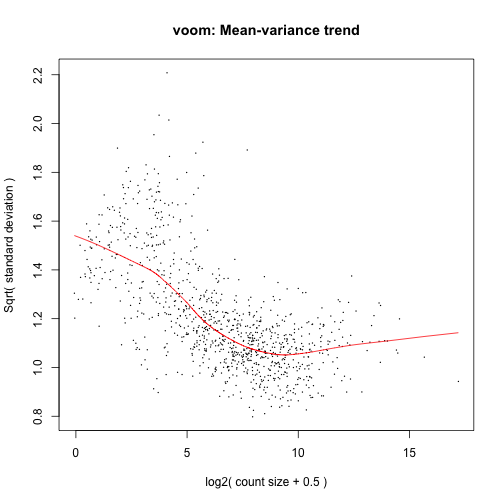 voom: Mean-variance trend
Sqrt( standard deviation )
2.2
2.0
1.8
1.6
1.4
1.2
1.0
0.8
0 5 10 15
log2( count size + 0.5 )